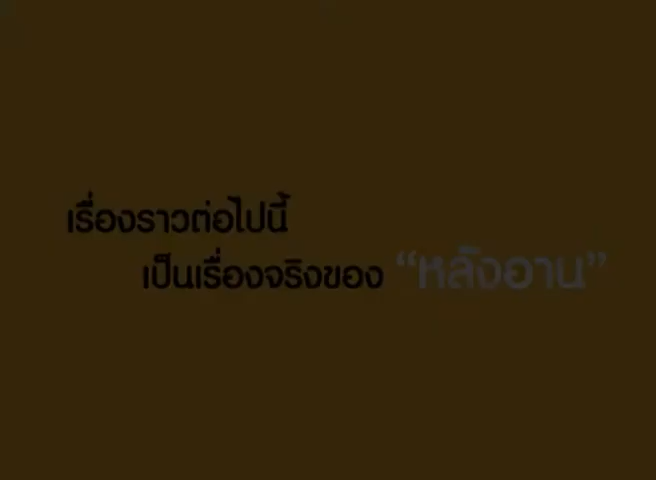 เรื่องราวต่อไปนี้
เป็นเรื่องจริงของ “หลังอาน”